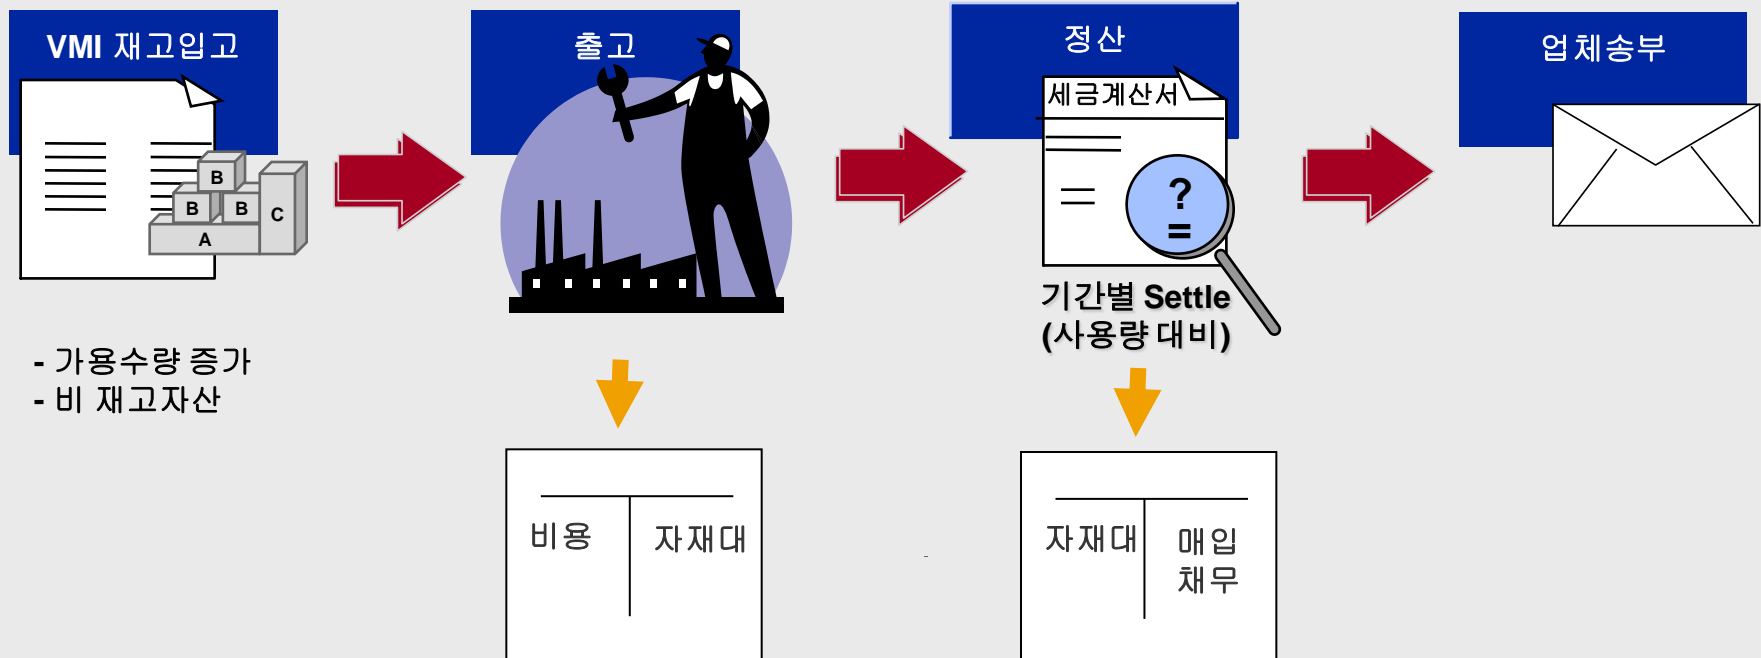 VMI 재고입고
출고
정산
업체송부
세금계산서
B
B
B
C
A
?
=
기간별 Settle
(사용량 대비)
- 가용수량 증가
- 비 재고자산
비용
자재대
-
자재대
매입
채무